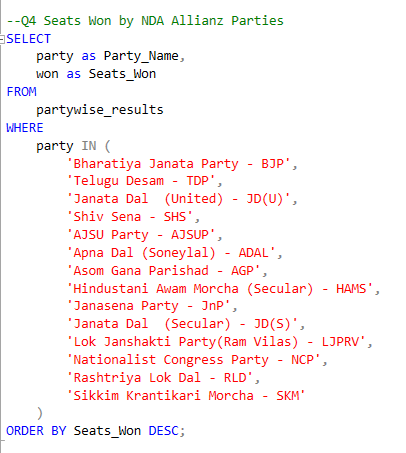 --Q4 Seats Won by NDA Allianz Parties
SELECT
    party as Party_Name,
    won as Seats_Won
FROM
    partywise_results
WHERE
    party IN (
        'Bharatiya Janata Party - BJP',
        'Telugu Desam - TDP',
        'Janata Dal  (United) - JD(U)',
        'Shiv Sena - SHS',
        'AJSU Party - AJSUP',
        'Apna Dal (Soneylal) - ADAL',
        'Asom Gana Parishad - AGP',
        'Hindustani Awam Morcha (Secular) - HAMS',
        'Janasena Party - JnP',
        'Janata Dal  (Secular) - JD(S)',
        'Lok Janshakti Party(Ram Vilas) - LJPRV',
        'Nationalist Congress Party - NCP',
        'Rashtriya Lok Dal - RLD',
        'Sikkim Krantikari Morcha - SKM'
    )
ORDER BY Seats_Won DESC;